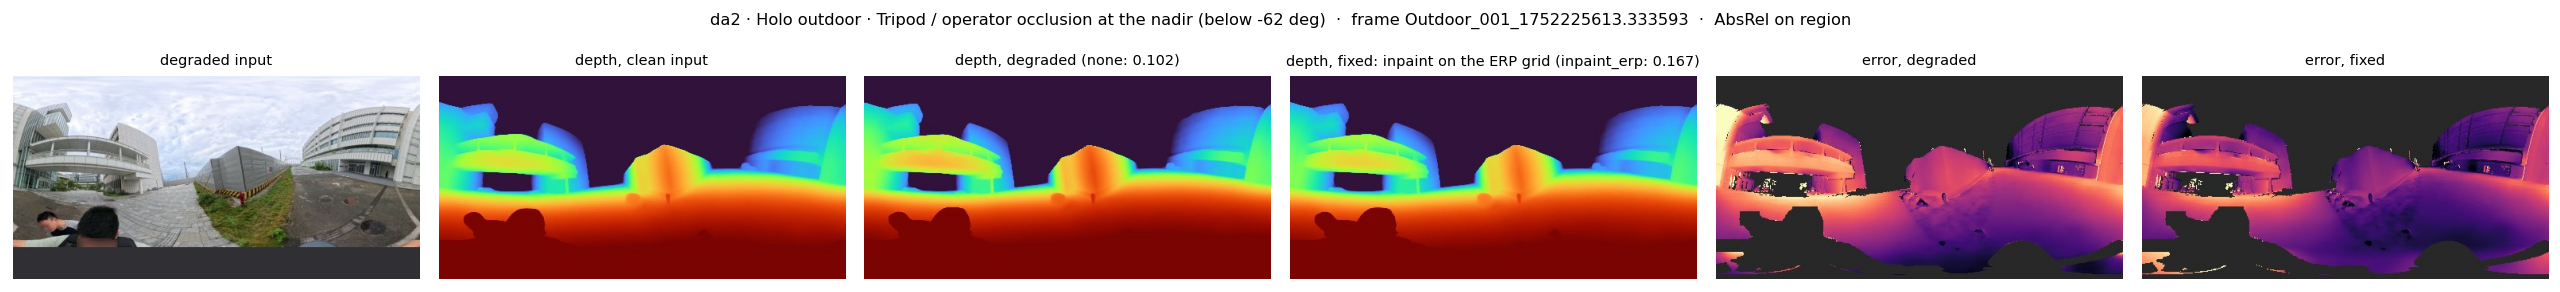 da2 · Holo outdoor · Tripod / operator occlusion at the nadir (below -62 deg)  ·  frame Outdoor_001_1752225613.333593  ·  AbsRel on region
degraded input
depth, clean input
depth, degraded (none: 0.102)
depth, fixed: inpaint on the ERP grid (inpaint_erp: 0.167)
error, degraded
error, fixed